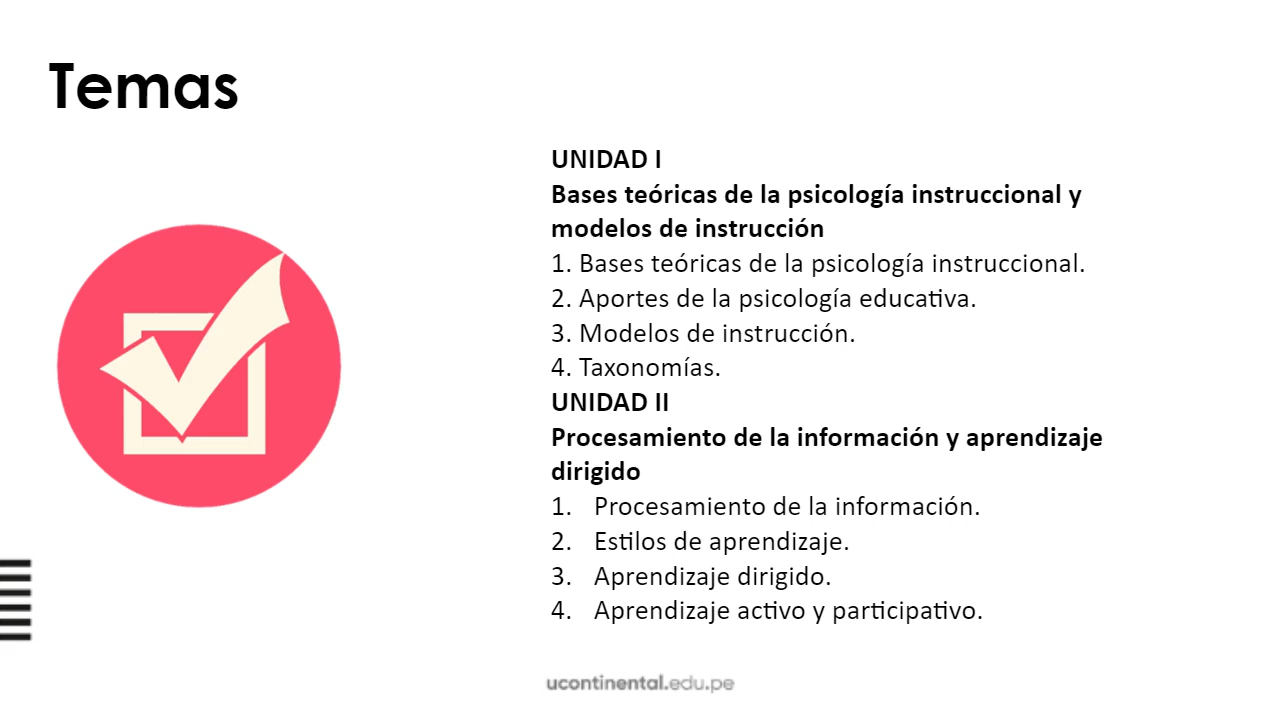 Temas
UNIDAD I
Bases teóricas de la psicología instruccional y
modelos de instrucción
1. Bases teóricas de la psicología instruccional.
2. Aportes de la psicología educativa.
3. Modelos de instrucción.
4. Taxonomías.
UNIDAD II
Procesamiento de la información y aprendizaje
dirigido
1. Procesamiento de la información.
2. Estilos de aprendizaje.
3. Aprendizaje dirigido.
4. Aprendizaje activo y participativo.
ucontinental.edu.pe